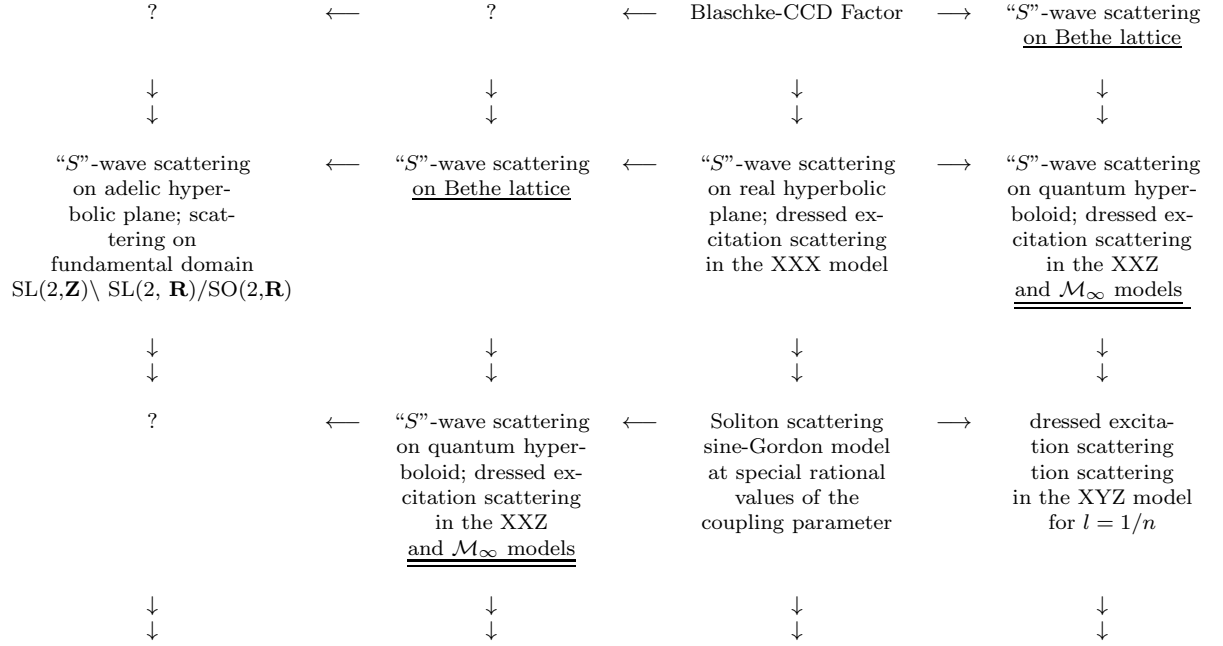 ? ⟵ ? ⟵ Blaschke-CCD Factor ⟶ “S”-wave scattering
on Bethe lattice
↓ ↓ ↓ ↓
↓ ↓ ↓ ↓
“S”-wave scattering ⟵ “S”-wave scattering ⟵ “S”-wave scattering ⟶ “S”-wave scattering
on adelic hyper- on Bethe lattice on real hyperbolic on quantum hyper-
bolic plane; scat- plane; dressed ex- boloid; dressed ex-
tering on citation scattering citation scattering
fundamental domain in the XXX model in the XXZ
SL(2,Z)\ SL(2, R)/SO(2,R) and M∞ models
↓ ↓ ↓ ↓
↓ ↓ ↓ ↓
? ⟵ “S”-wave scattering ⟵ Soliton scattering ⟶ dressed excita-
on quantum hyper- sine-Gordon model tion scattering
boloid; dressed ex- at special rational tion scattering
citation scattering values of the in the XYZ model
in the XXZ coupling parameter for l = 1/n
and M∞ models
↓ ↓ ↓ ↓
↓ ↓ ↓ ↓